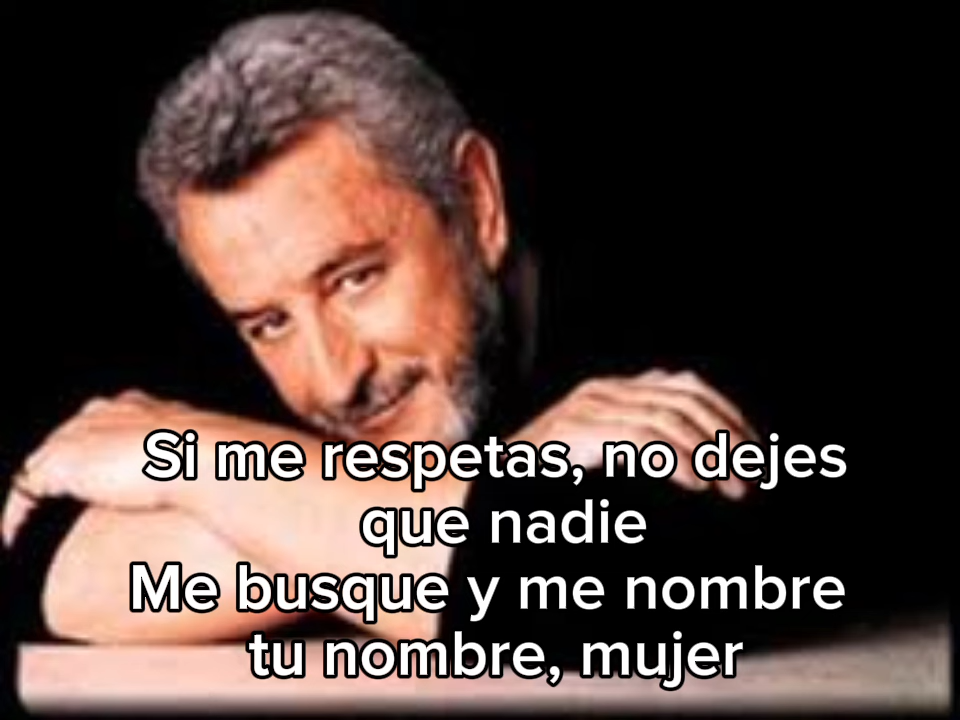 Si me respetas, no dejes
que nadie
Me busque y me nombre
tu nombre, mujer